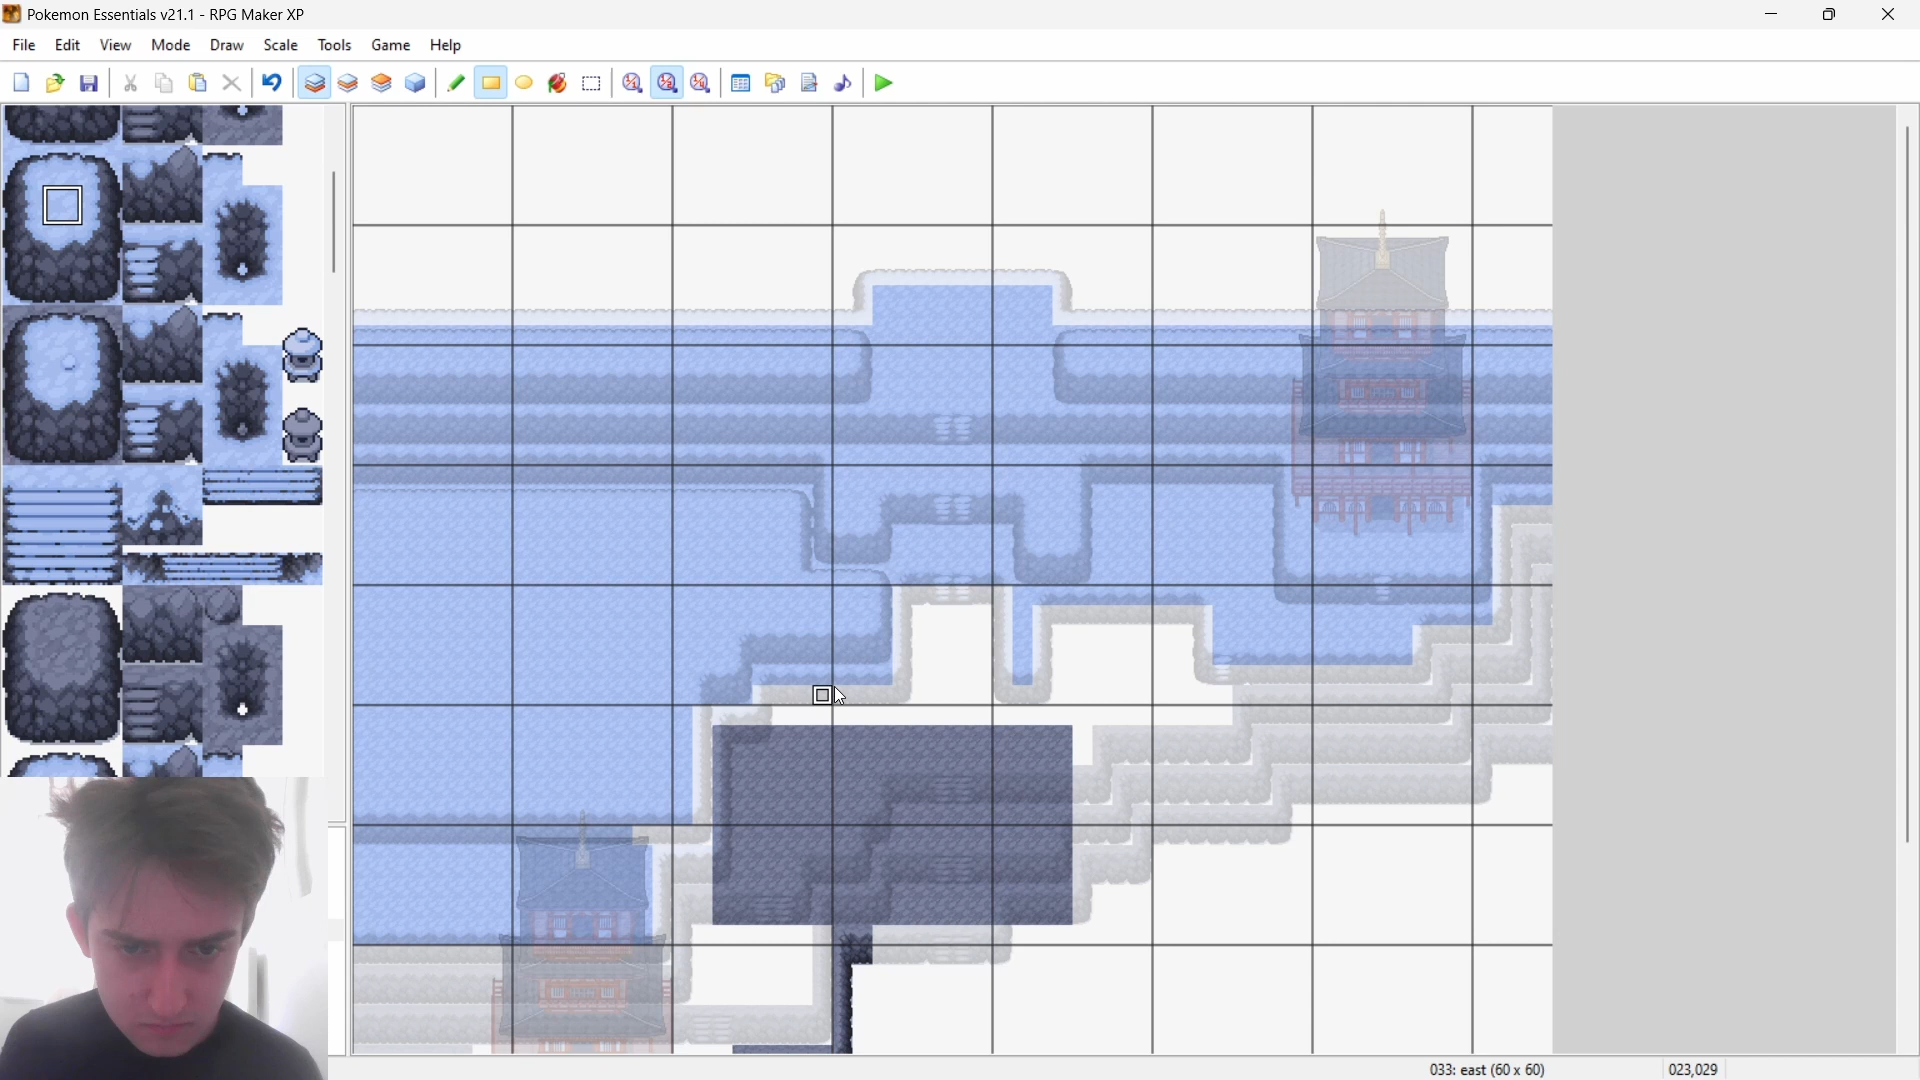 Pokemon Essentials v21.1 - RPG Maker XP
File Edit View Mode Draw Scale Tools Game Help
033: east (60 x 60) 023,029